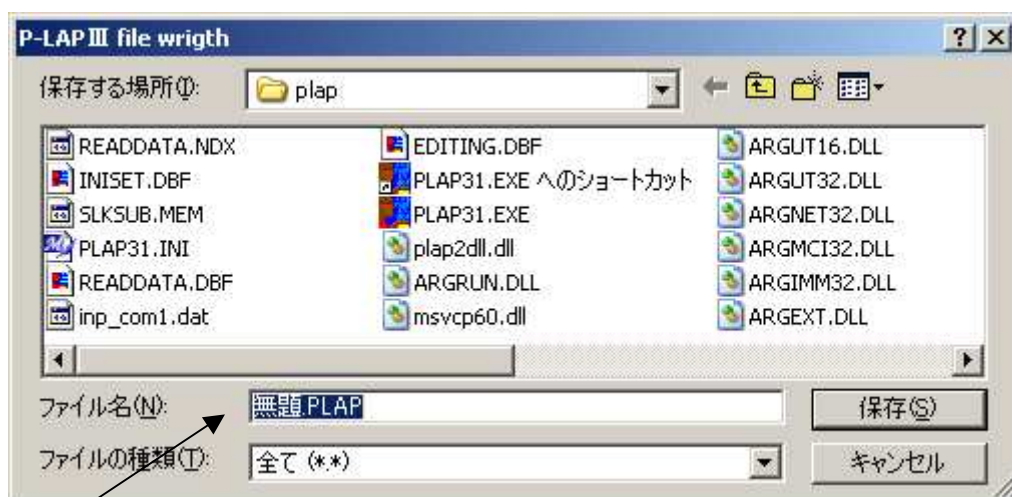 P-LAPⅢ file wrigth
保存する場所(I):
plap
READDATA.NDX
INISET.DBF
SLKSUB.MEM
PLAP31.INI
READDATA.DBF
inp_com1.dat
EDITING.DBF
PLAP31.EXE へのショートカット
PLAP31.EXE
plap2dll.dll
ARGRUN.DLL
msvcp60.dll
ARGUT16.DLL
ARGUT32.DLL
ARGNET32.DLL
ARGMCI32.DLL
ARGIMM32.DLL
ARGEXT.DLL
ファイル名(N):
無題.PLAP
保存(S)
ファイルの種類(T):
全て (*.*)
キャンセル